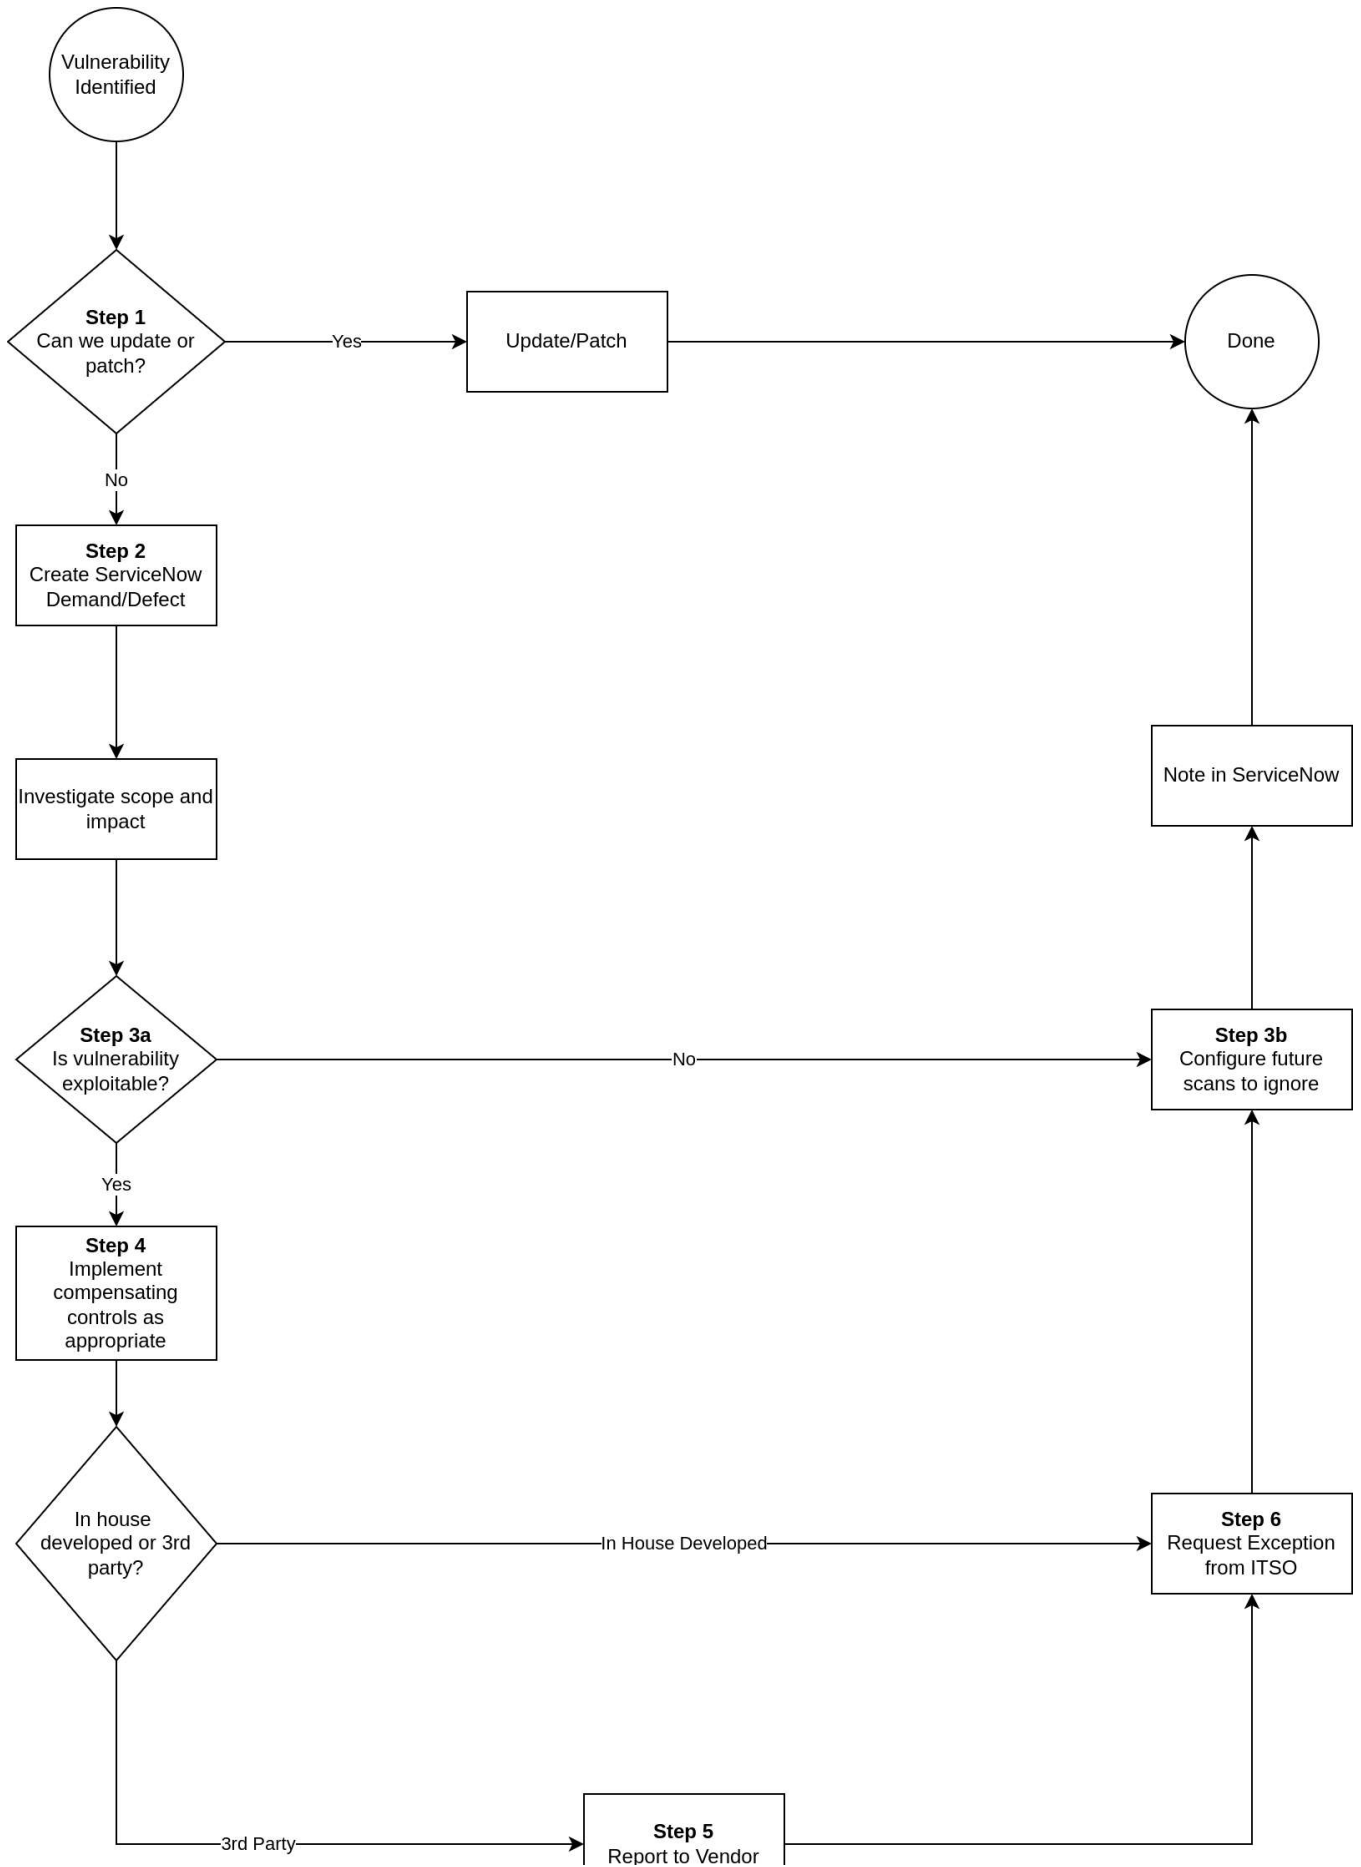 Vulnerability
Identified
Step 1
Can we update or
patch?
Yes
Update/Patch
Done
No
Step 2
Create ServiceNow
Demand/Defect
Investigate scope and
impact
Note in ServiceNow
Step 3a
Is vulnerability
exploitable?
No
Step 3b
Configure future
scans to ignore
Yes
Step 4
Implement
compensating
controls as
appropriate
In house
developed or 3rd
party?
In House Developed
Step 6
Request Exception
from ITSO
3rd Party
Step 5
Report to Vendor